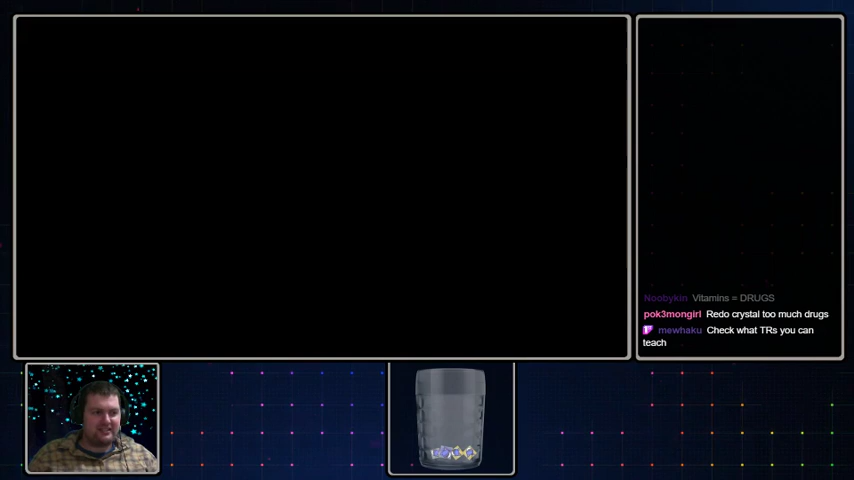 Noobykin Vitamins = DRUGS
pok3mongirl Redo crystal too much drugs
mewhaku Check what TRs you can
teach